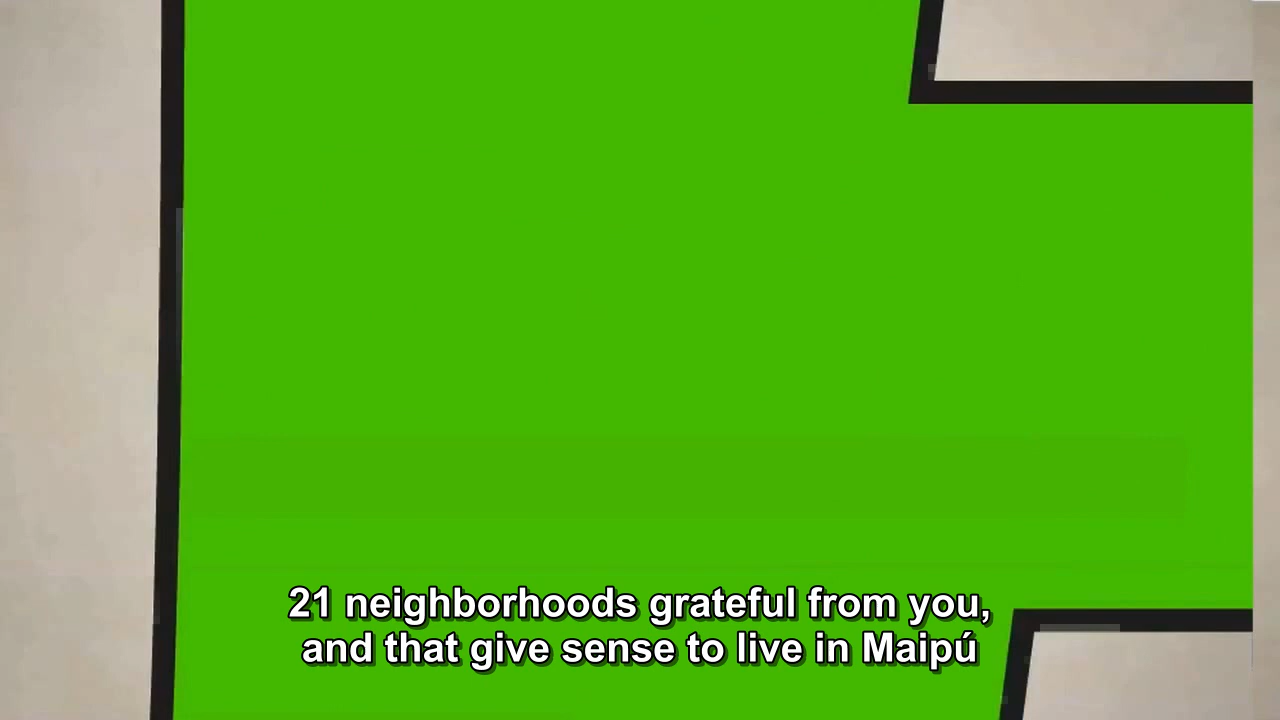 21 neighborhoods grateful from you,
and that give sense to live in Maipú